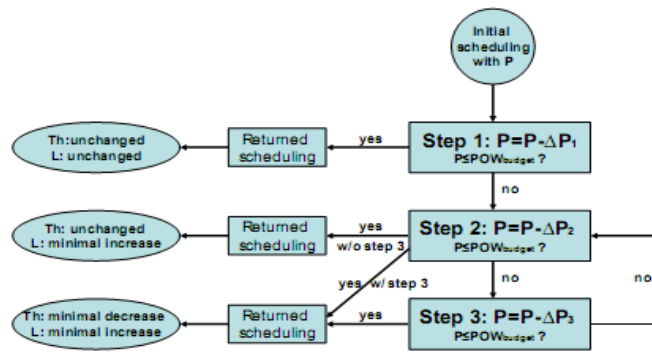 Initial
scheduling
with P
Th:unchanged
L: unchanged
Returned
scheduling
yes
Step 1: P=P-ΔP₁
P≤POWbudget ?
no
Th: unchanged
L: minimal increase
Returned
scheduling
yes
w/o step 3
Step 2: P=P-ΔP₂
P≤POWbudget ?
yes w/ step 3
no
no
Th: minimal decrease
L: minimal increase
Returned
scheduling
yes
Step 3: P=P-ΔP₃
P≤POWbudget ?